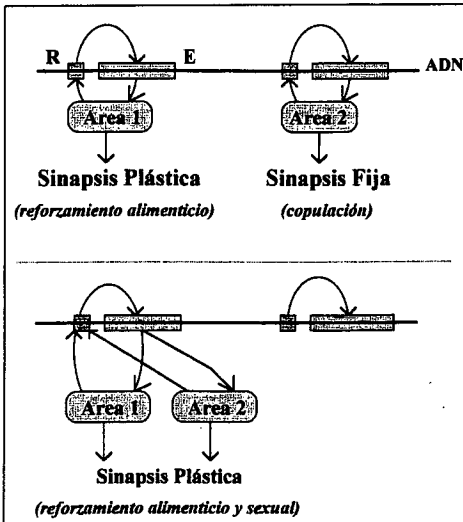 R E ADN
Area 1 Area 2
Sinapsis Plástica Sinapsis Fija
(reforzamiento alimenticio) (copulación)
Area 1 Area 2
Sinapsis Plástica
(reforzamiento alimenticio y sexual)